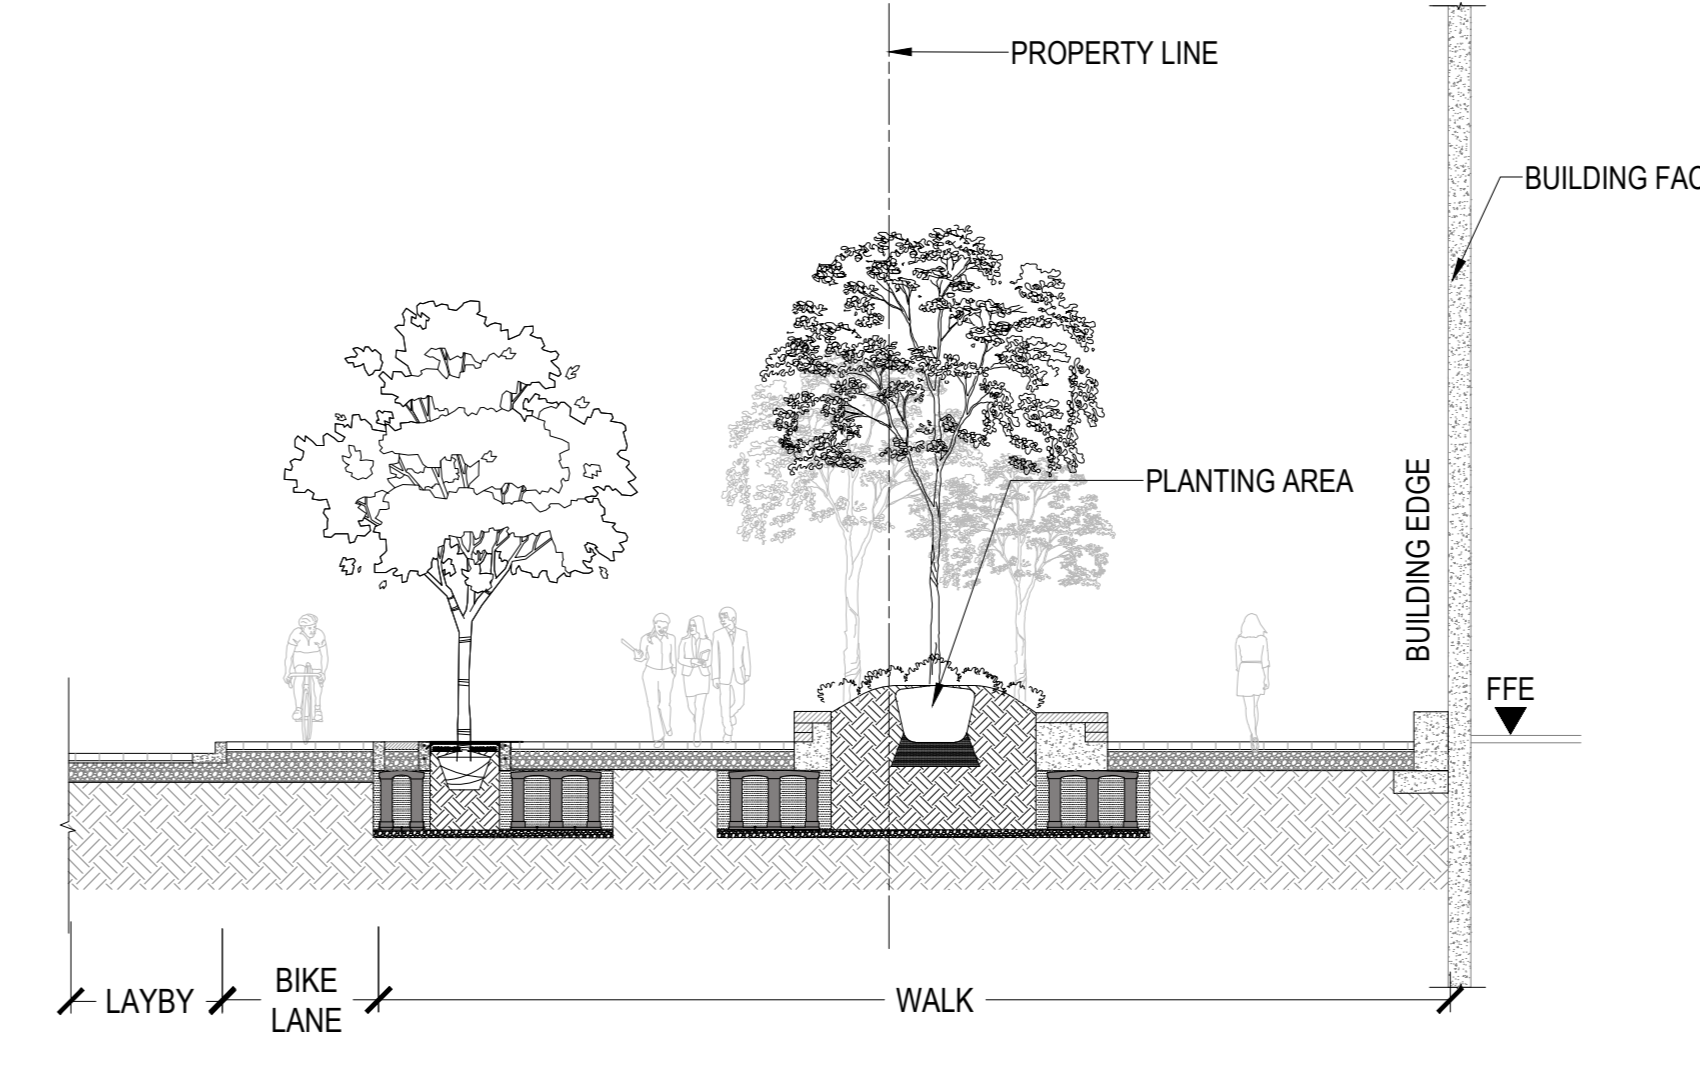 PROPERTY LINE
BUILDING FAC
PLANTING AREA
BUILDING EDGE
FFE
LAYBY
BIKE
LANE
WALK